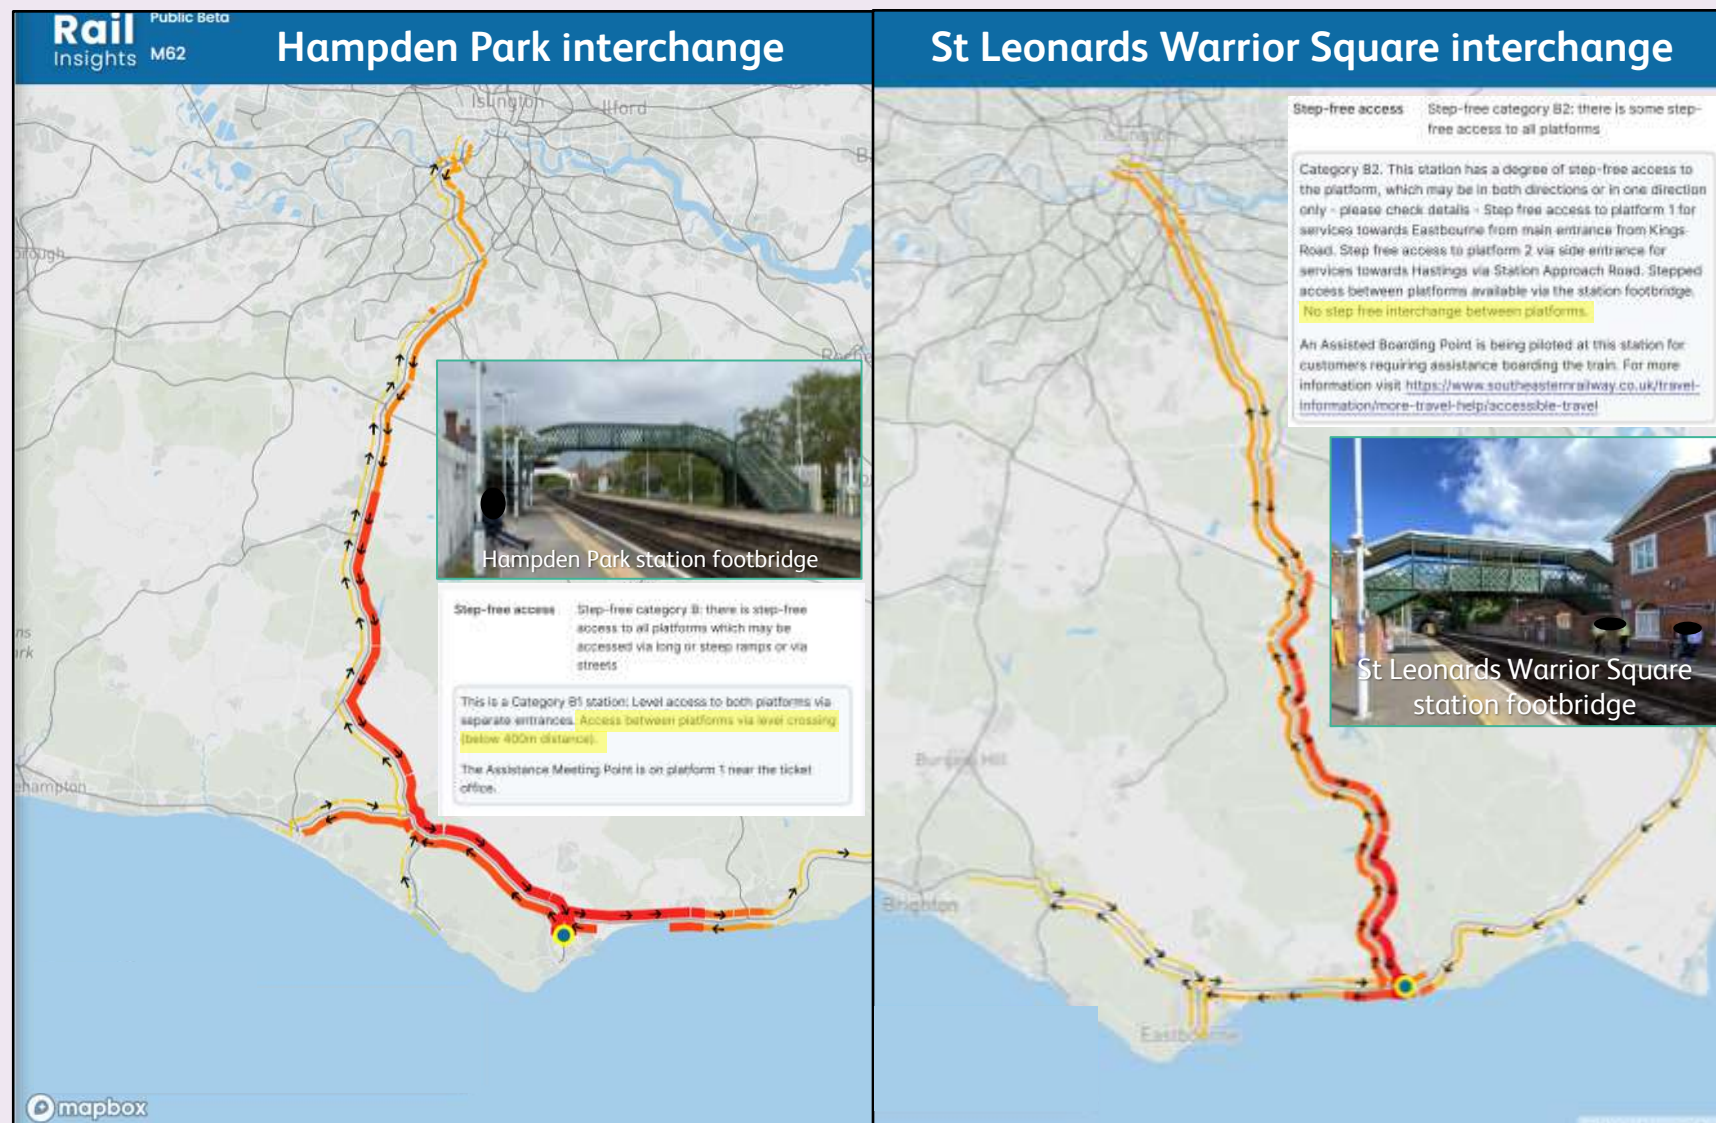 Rail
Insights
Public Beta
M62
Hampden Park interchange
Islington
Ilford
Hampden Park station footbridge
Step-free access
Step-free category B: there is step-free
access to all platforms which may be
accessed via long or steep ramps or via
streets
This is a Category B1 station: Level access to both platforms via
separate entrances. Access between platforms via level crossing
(below 400m distance).
The Assistance Meeting Point is on platform 1 near the ticket
office.
ehampton
mapbox
St Leonards Warrior Square interchange
Step-free access
Step-free category B2: there is some step-
free access to all platforms
Category B2. This station has a degree of step-free access to
the platform, which may be in both directions or in one direction
only - please check details - Step free access to platform 1 for
services towards Eastbourne from main entrance from Kings
Road. Step free access to platform 2 via side entrance for
services towards Hastings via Station Approach Road. Stepped
access between platforms available via the station footbridge.
No step free interchange between platforms.
An Assisted Boarding Point is being piloted at this station for
customers requiring assistance boarding the train. For more
information visit https://www.southeasternrailway.co.uk/travel-
information/more-travel-help/accessible-travel
St Leonards Warrior Square
station footbridge
Burgess Hill
Brighton
Eastbourne